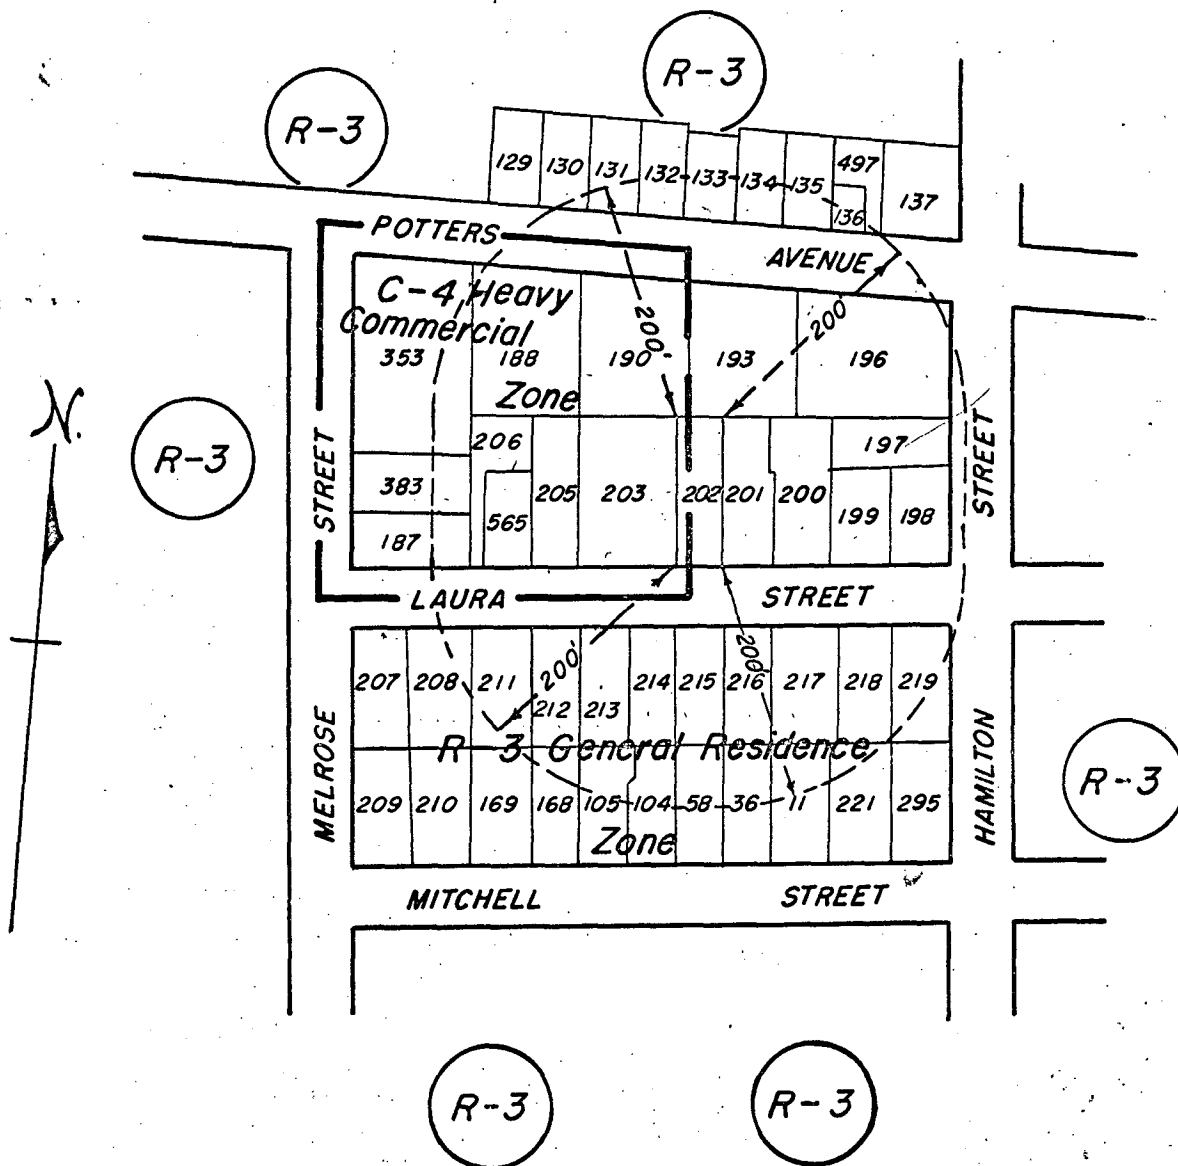 R-3
R-3
129 130 131 132 133 134 135 497 136 137
POTTERS AVENUE
C-4 Heavy
Commercial
Zone
353 188 190 193 196
200'
200'
N.
R-3
STREET
206 197
383 205 203 202 201 200
565 199 198
187
STREET
LAURA STREET
200'
200'
207 208 211 212 213 214 215 216 217 218 219
R-3 General Residence
Zone
209 210 169 168 105 104 58 36 11 221 295
MELROSE
HAMILTON
R-3
MITCHELL STREET
R-3
R-3